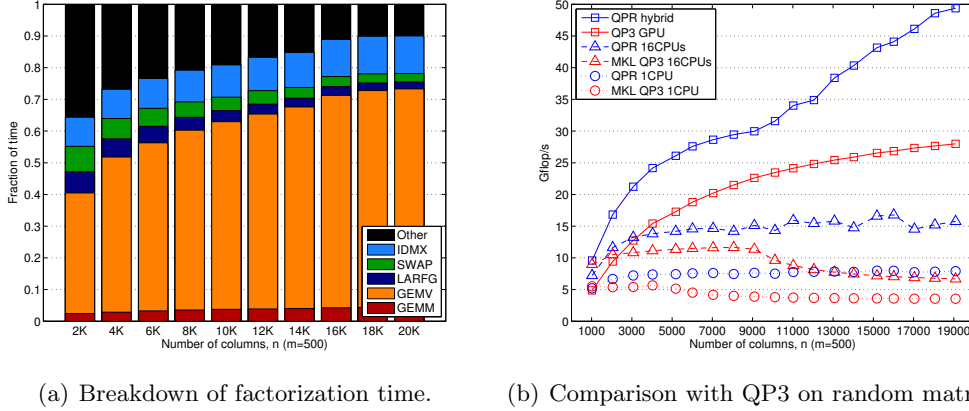 1
0.9
0.8
0.7
0.6
0.5
0.4
0.3
0.2
0.1
0
Fraction of time
Other
IDMX
SWAP
LARFG
GEMV
GEMM
2K 4K 6K 8K 10K 12K 14K 16K 18K 20K
Number of columns, n (m=500)
(a) Breakdown of factorization time.
50
45
40
35
30
25
20
15
10
5
0
Gflop/s
QPR hybrid
QP3 GPU
QPR 16CPUs
MKL QP3 16CPUs
QPR 1CPU
MKL QP3 1CPU
1000 3000 5000 7000 9000 11000 13000 15000 17000 19000
Number of columns, n (m=500)
(b) Comparison with QP3 on random matr